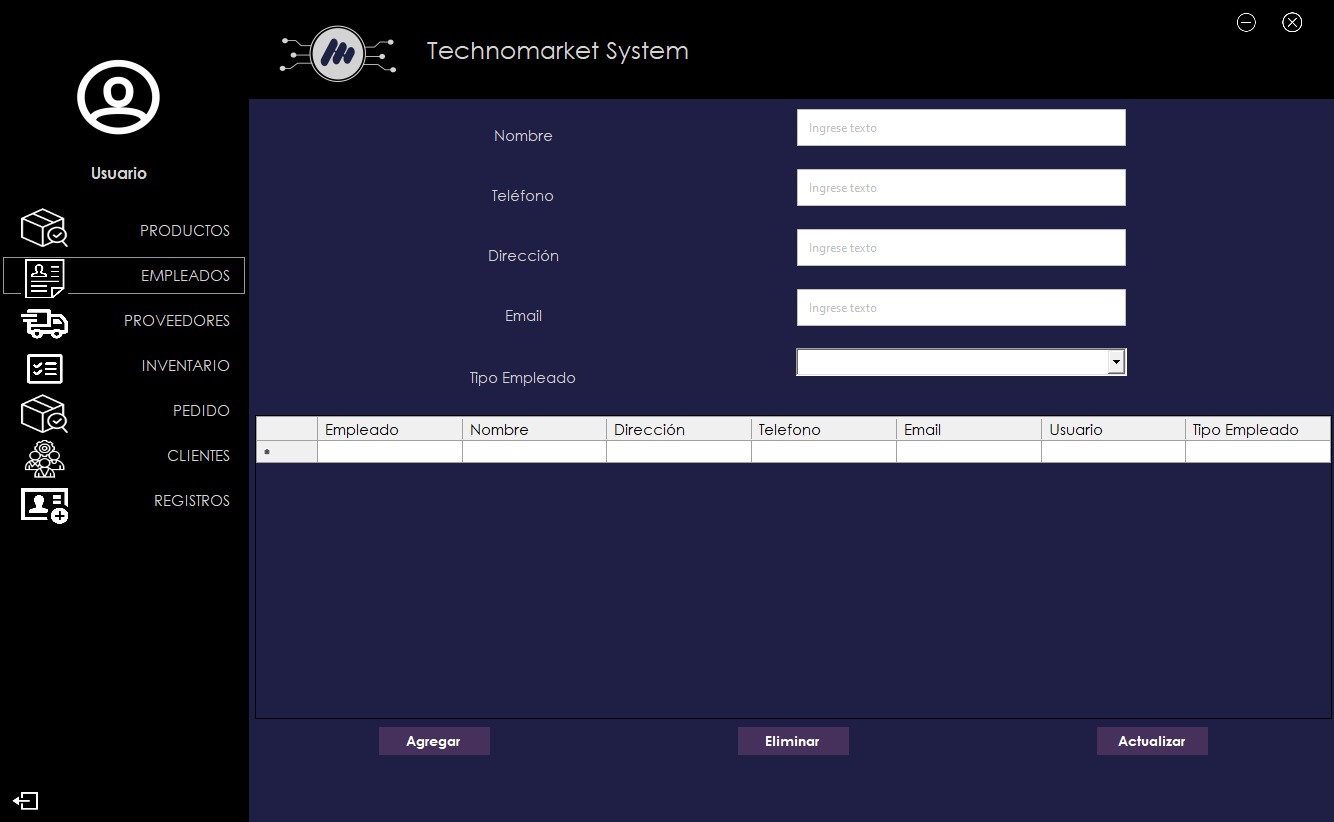 Technomarket System
Usuario
PRODUCTOS
EMPLEADOS
PROVEEDORES
INVENTARIO
PEDIDO
CLIENTES
REGISTROS
Nombre Ingrese texto
Teléfono Ingrese texto
Dirección Ingrese texto
Email Ingrese texto
Tipo Empleado
Empleado Nombre Dirección Telefono Email Usuario Tipo Empleado
*
Agregar Eliminar Actualizar